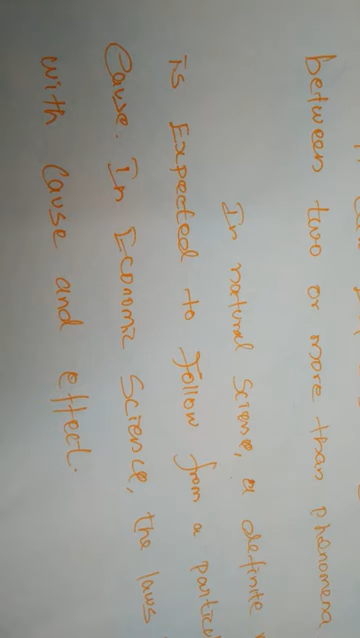 between two or more than phenomena
In natural Science, a definite
is Expected to follow from a
Cause. In Economic Science, the laws
with cause and effect.